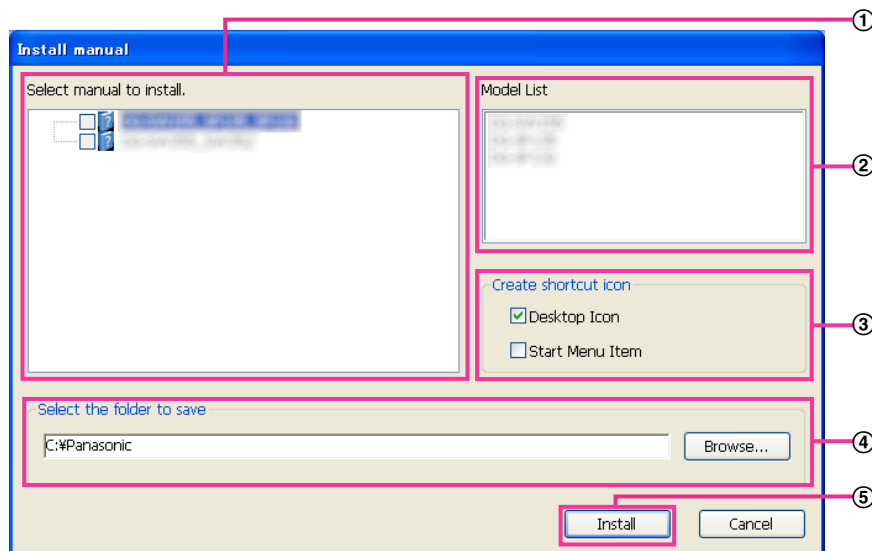 ①
Install manual
Select manual to install.
Model List
②
Create shortcut icon
Desktop Icon
③
Start Menu Item
Select the folder to save
C:¥Panasonic
Browse...
④
⑤
Install
Cancel